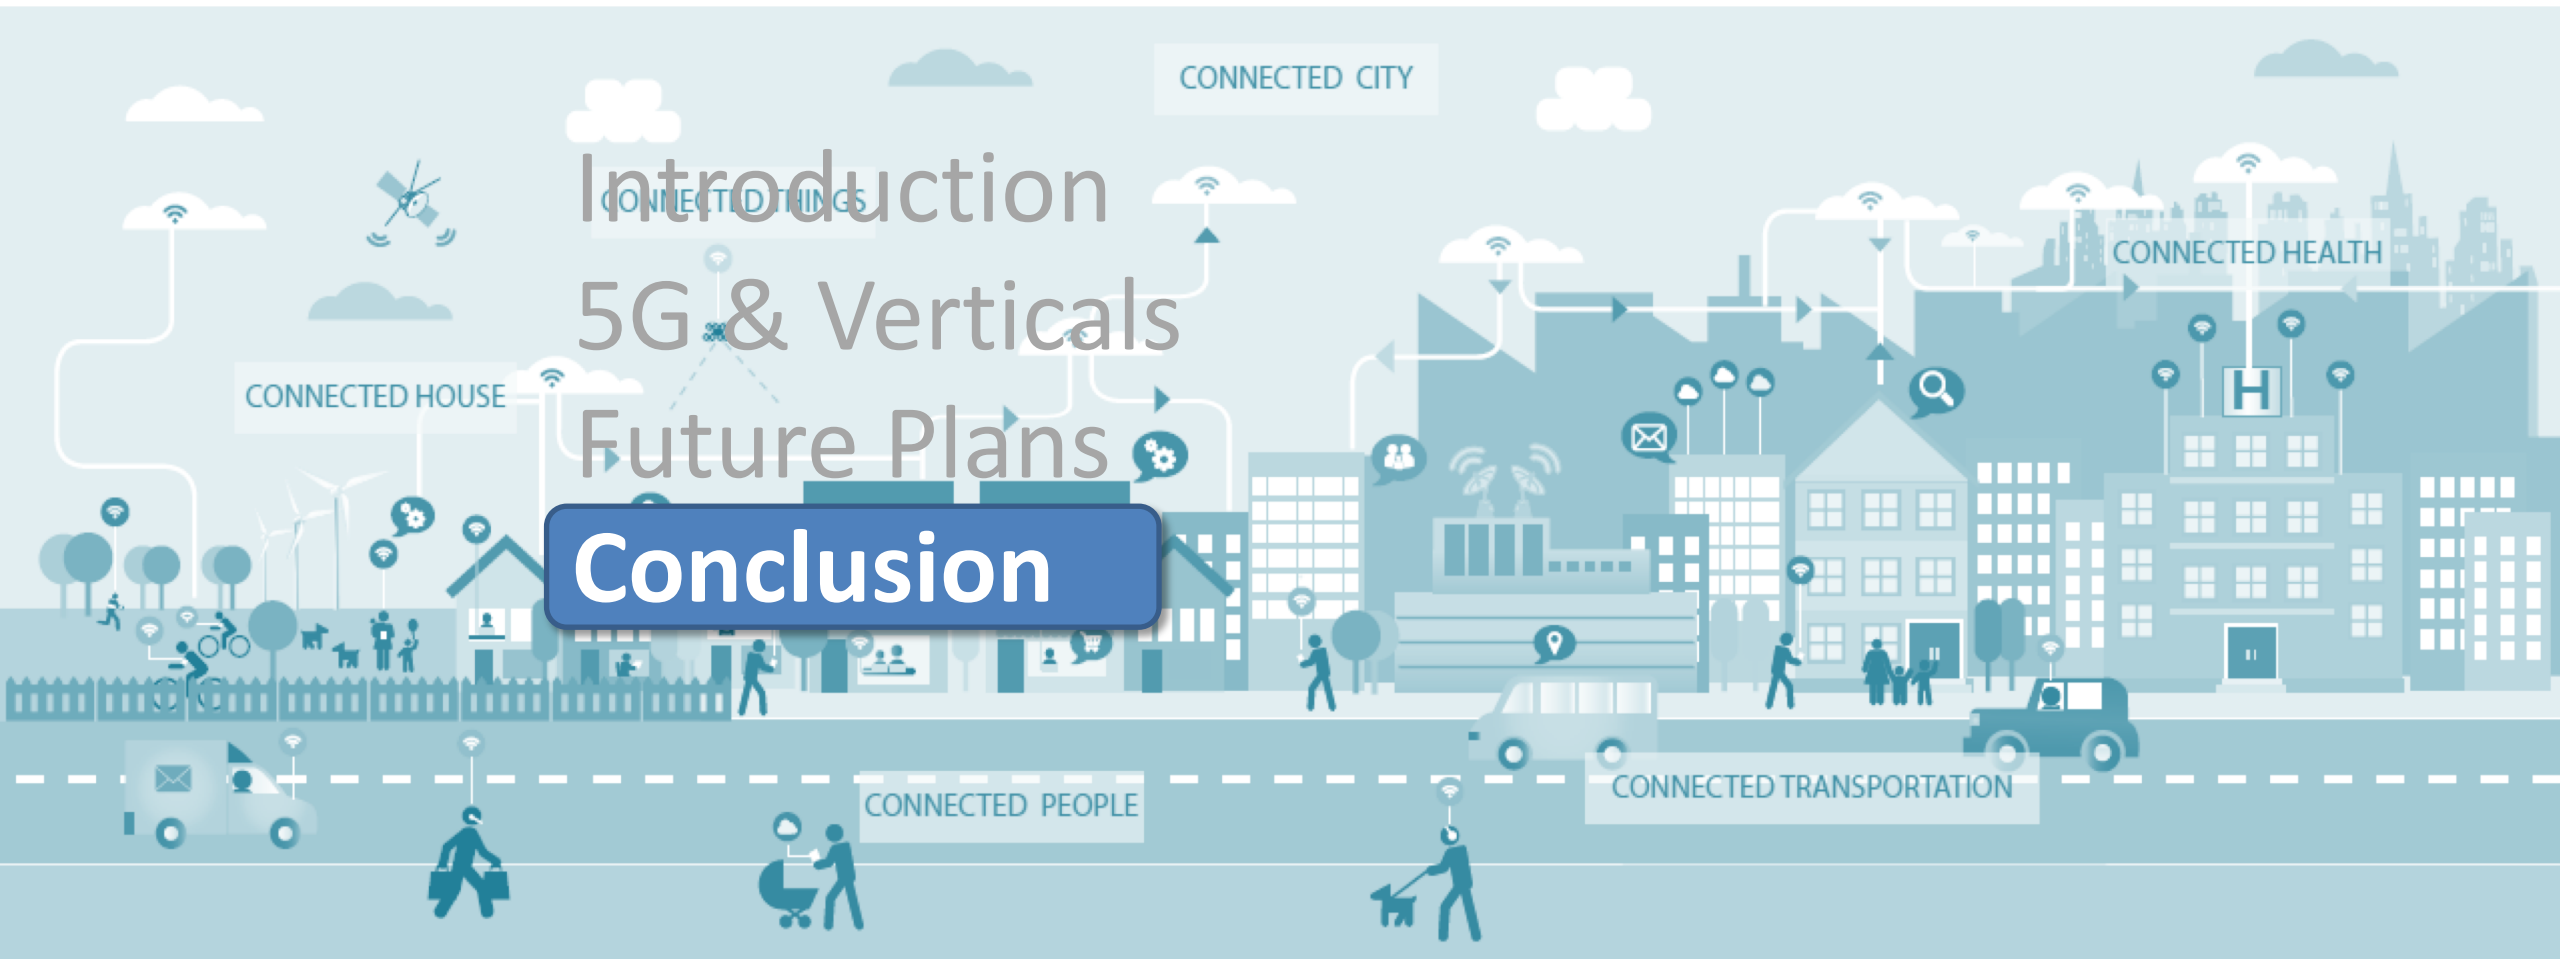 CONNECTED CITY
Introduction
CONNECTED THINGS
CONNECTED HEALTH
5G & Verticals
CONNECTED HOUSE
H
Future Plans
Conclusion
CONNECTED PEOPLE
CONNECTED TRANSPORTATION